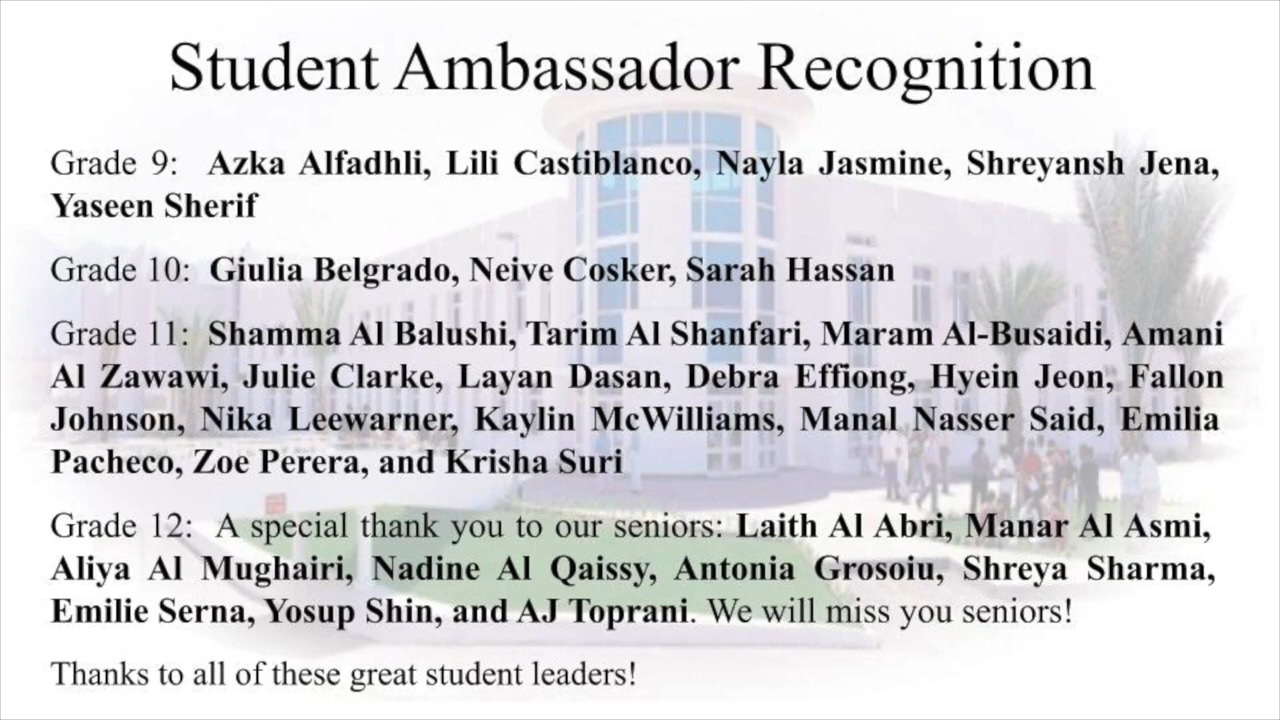 Student Ambassador Recognition
Grade 9: Azka Alfadhli, Lili Castiblanco, Nayla Jasmine, Shreyansh Jena,
Yaseen Sherif
Grade 10: Giulia Belgrado, Neive Cosker, Sarah Hassan
Grade 11: Shamma Al Balushi, Tarim Al Shanfari, Maram Al-Busaidi, Amani
Al Zawawi, Julie Clarke, Layan Dasan, Debra Effiong, Hyein Jeon, Fallon
Johnson, Nika Leewarner, Kaylin McWilliams, Manal Nasser Said, Emilia
Pacheco, Zoe Perera, and Krisha Suri
Grade 12: A special thank you to our seniors: Laith Al Abri, Manar Al Asmi,
Aliya Al Mughairi, Nadine Al Qaissy, Antonia Grosoiu, Shreya Sharma,
Emilie Serna, Yosup Shin, and AJ Toprani. We will miss you seniors!
Thanks to all of these great student leaders!